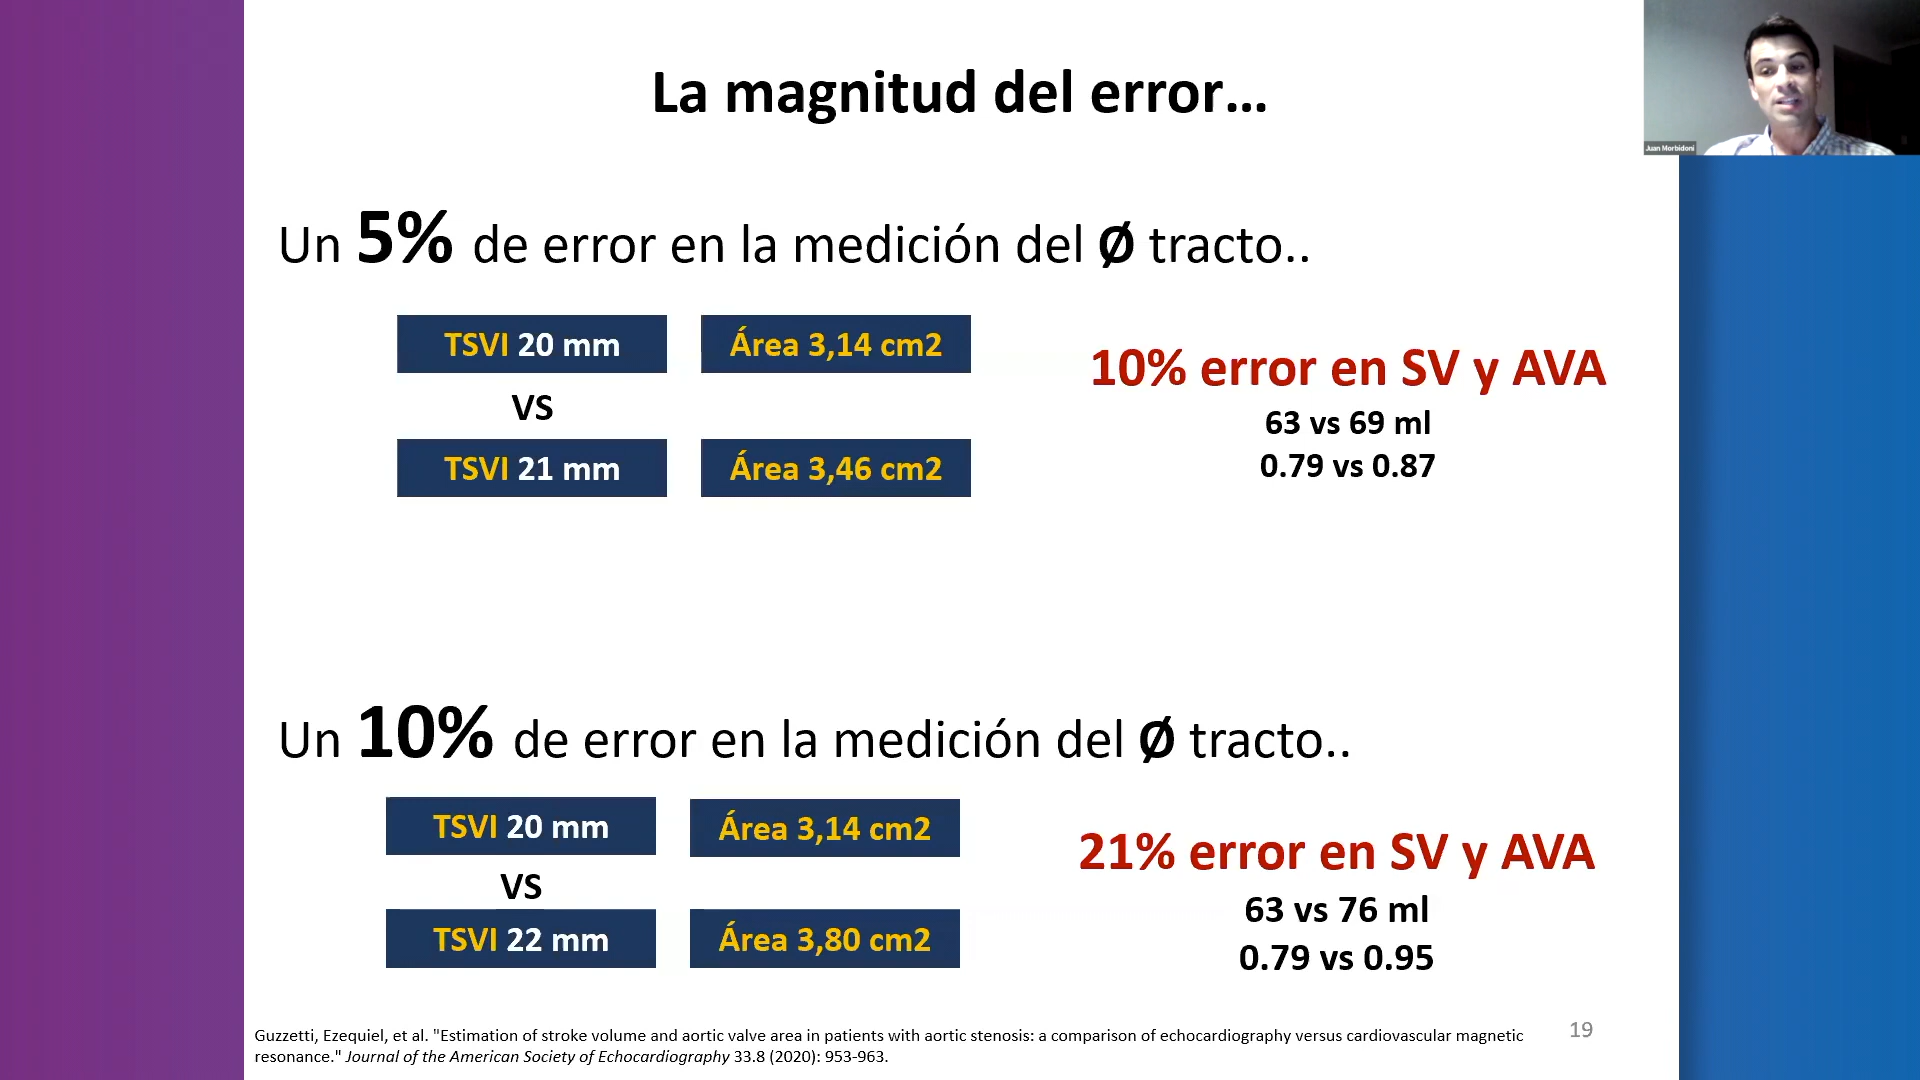 La magnitud del error...
Juan Morbidoni
Un 5% de error en la medición del Ø tracto..
TSVI 20 mm
Área 3,14 cm2
VS
TSVI 21 mm
Área 3,46 cm2
10% error en SV y AVA
63 vs 69 ml
0.79 vs 0.87
Un 10% de error en la medición del Ø tracto..
TSVI 20 mm
Área 3,14 cm2
VS
TSVI 22 mm
Área 3,80 cm2
21% error en SV y AVA
63 vs 76 ml
0.79 vs 0.95
Guzzetti, Ezequiel, et al. "Estimation of stroke volume and aortic valve area in patients with aortic stenosis: a comparison of echocardiography versus cardiovascular magnetic
resonance." Journal of the American Society of Echocardiography 33.8 (2020): 953-963.
19